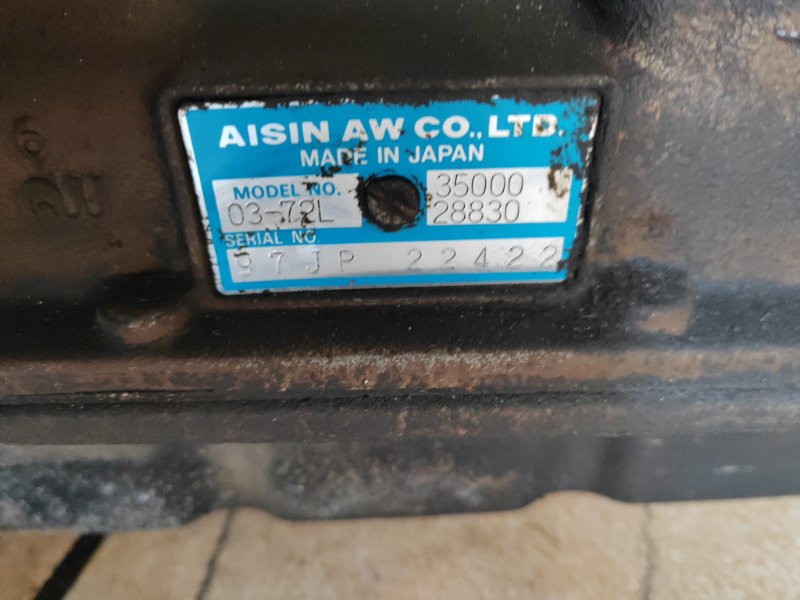 AISIN AW CO., LTD.
MADE IN JAPAN
MODEL NO. 35000
03-72L 28830
SERIAL NO.
97JP 22422